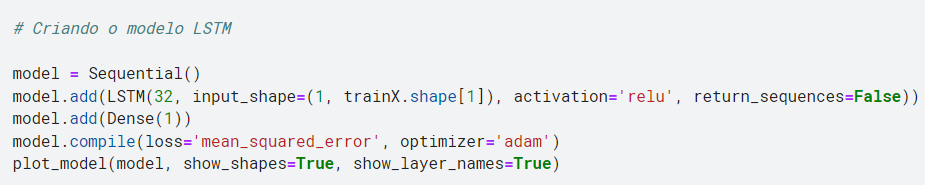 # Criando o modelo LSTM
model = Sequential()
model.add(LSTM(32, input_shape=(1, trainX.shape[1]), activation='relu', return_sequences=False))
model.add(Dense(1))
model.compile(loss='mean_squared_error', optimizer='adam')
plot_model(model, show_shapes=True, show_layer_names=True)